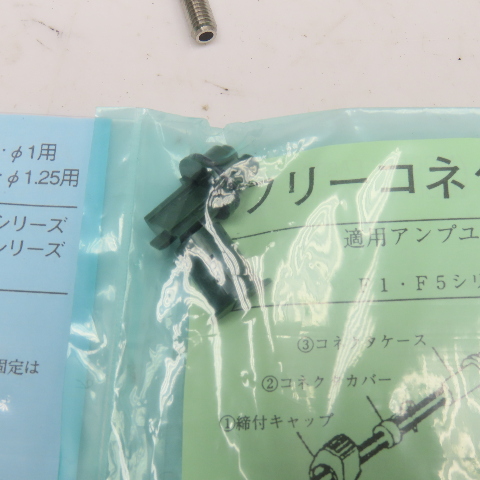 ・φ1用
φ1.25用
シリーズ
シリーズ
固定は
フリーコネク
適用アンプユ
F1・F5シリ
③コネクタケース
②コネクタカバー
①締付キャップ